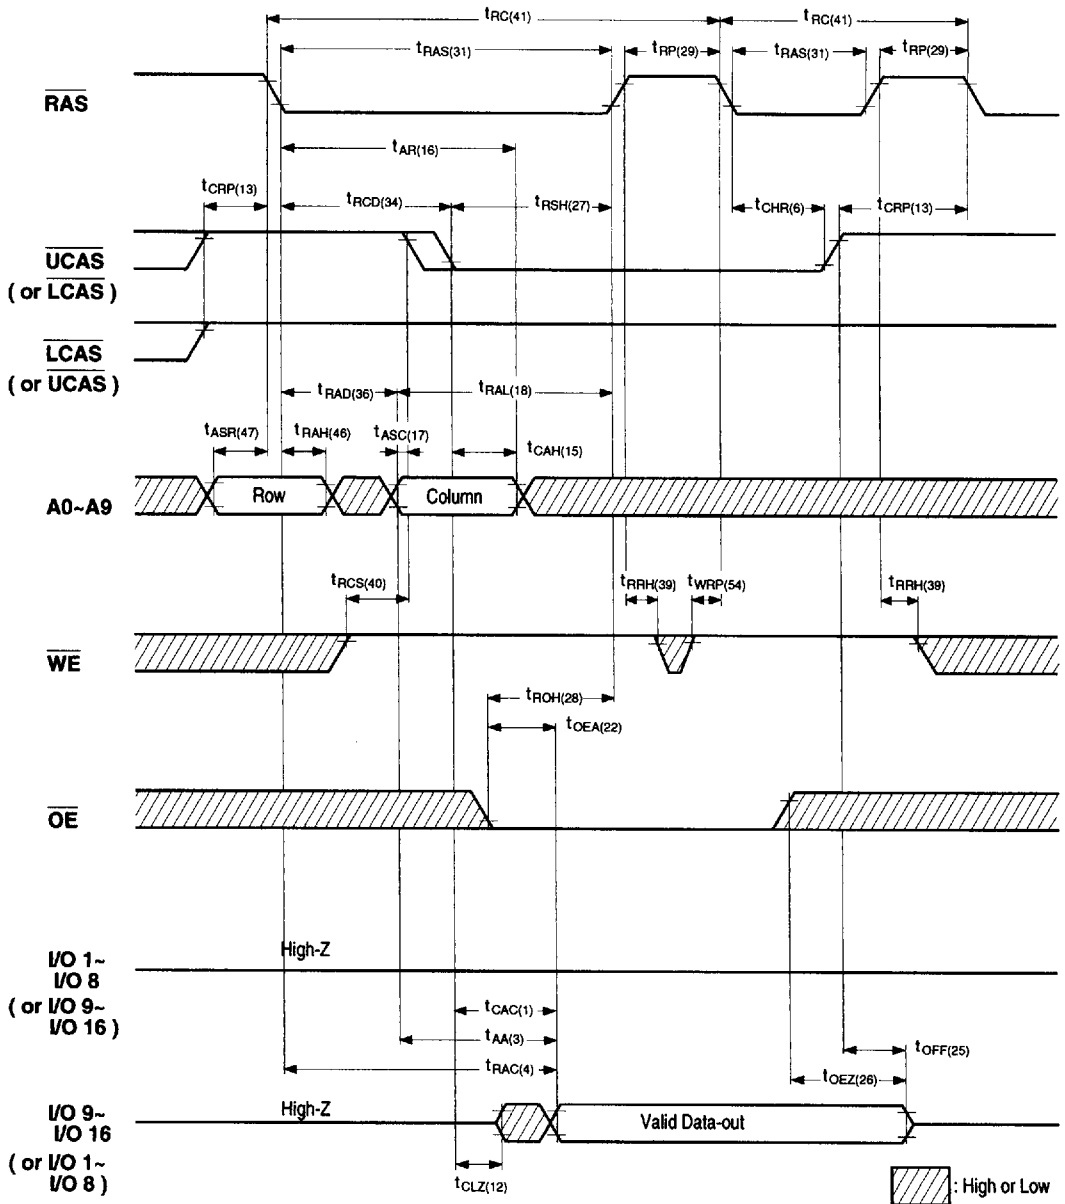 tRC(41) tRC(41)
tRAS(31) tRP(29) tRAS(31) tRP(29)
RAS
tAR(16)
tCRP(13) tRCD(34) tRSH(27) tCHR(6) tCRP(13)
UCAS
( or LCAS )
LCAS
( or UCAS )
tRAD(36) tRAL(18)
tASR(47) tRAH(46) tASC(17) tCAH(15)
A0~A9 Row Column
tRCS(40) tRRH(39) tWRP(54) tRRH(39)
WE
tROH(28)
tOEA(22)
OE
I/O 1~ High-Z
I/O 8
( or I/O 9~
I/O 16 )
tCAC(1)
tAA(3) tOFF(25)
tRAC(4) tOEZ(26)
I/O 9~ High-Z
I/O 16 Valid Data-out
( or I/O 1~
I/O 8 )
tCLZ(12) : High or Low